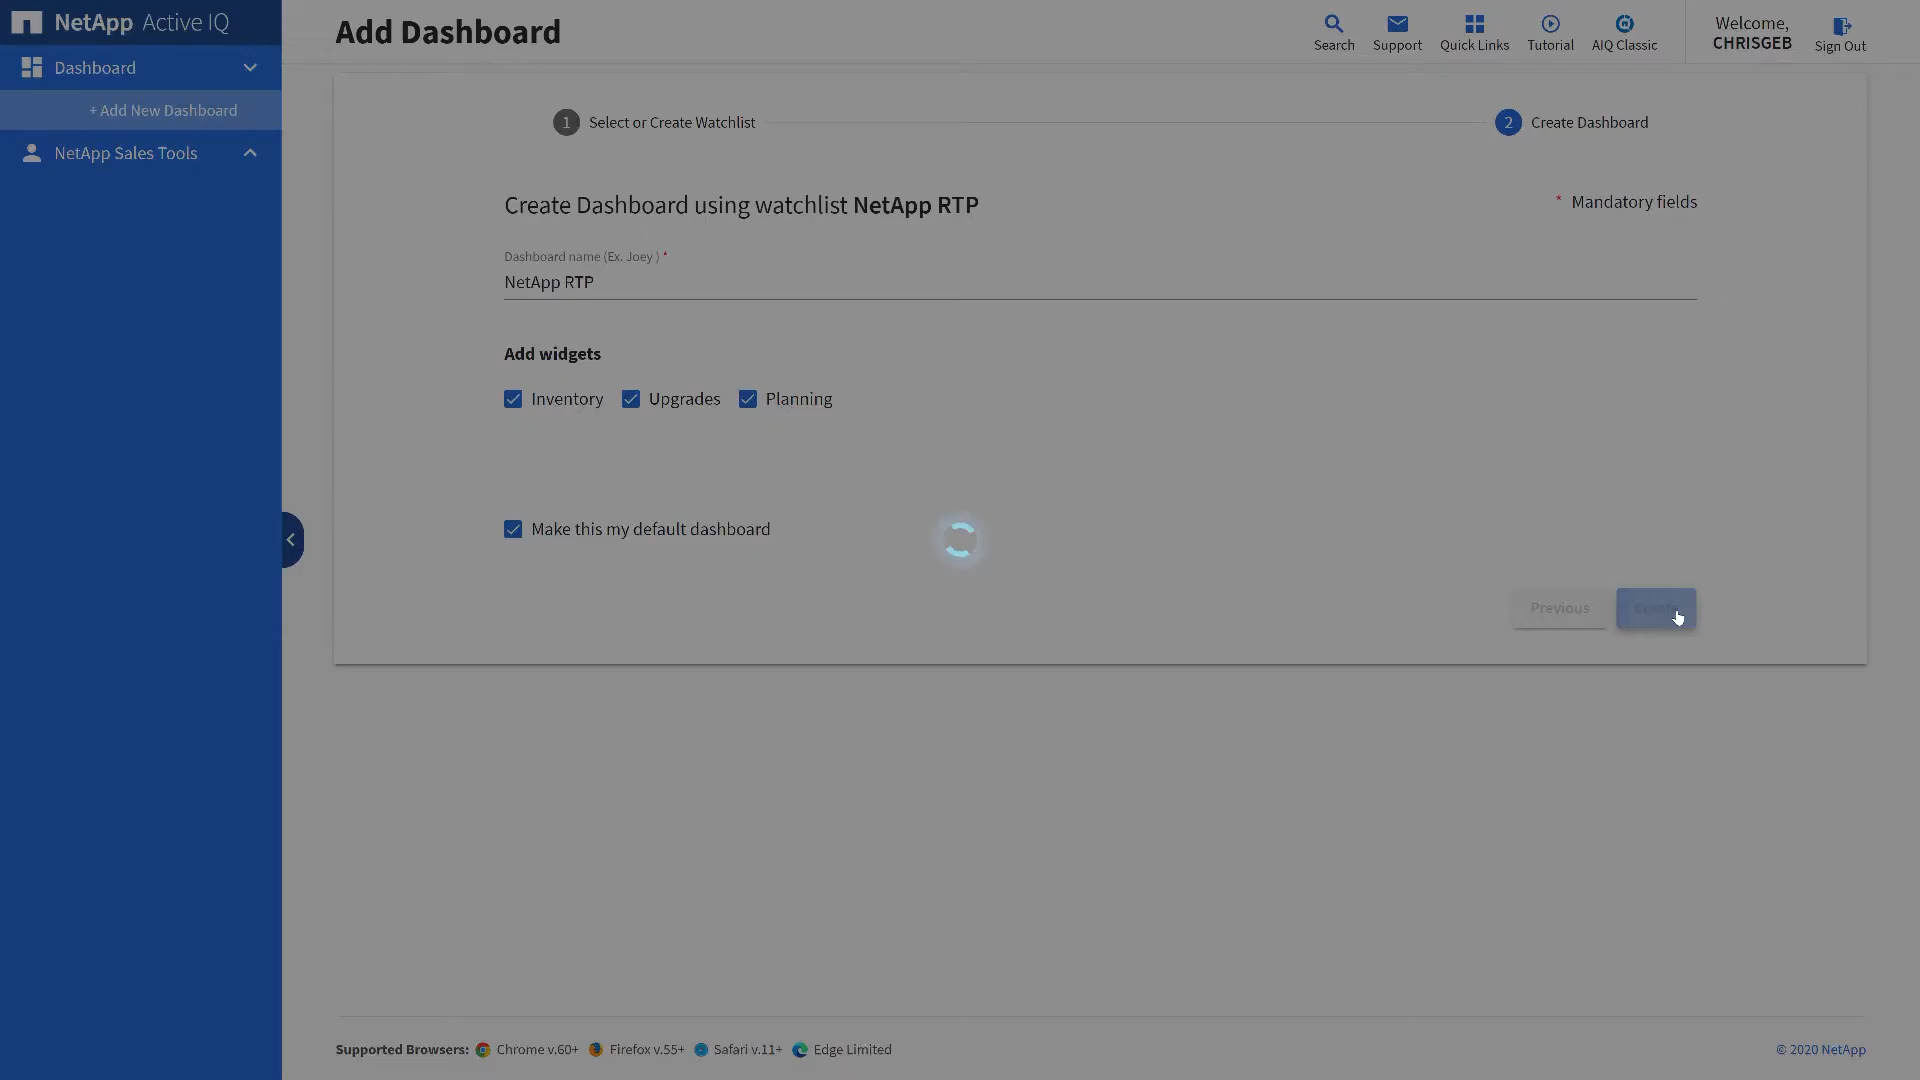 NetApp Active IQ
Add Dashboard
Search
Support
Quick Links
Tutorial
AIQ Classic
Welcome,
CHRISGEB
Sign Out
Dashboard
+ Add New Dashboard
NetApp Sales Tools
1 Select or Create Watchlist
2 Create Dashboard
Create Dashboard using watchlist NetApp RTP
* Mandatory fields
Dashboard name (Ex. Joey ) *
NetApp RTP
Add widgets
Inventory
Upgrades
Planning
Make this my default dashboard
Previous
Supported Browsers: Chrome v.60+ Firefox v.55+ Safari v.11+ Edge Limited
© 2020 NetApp